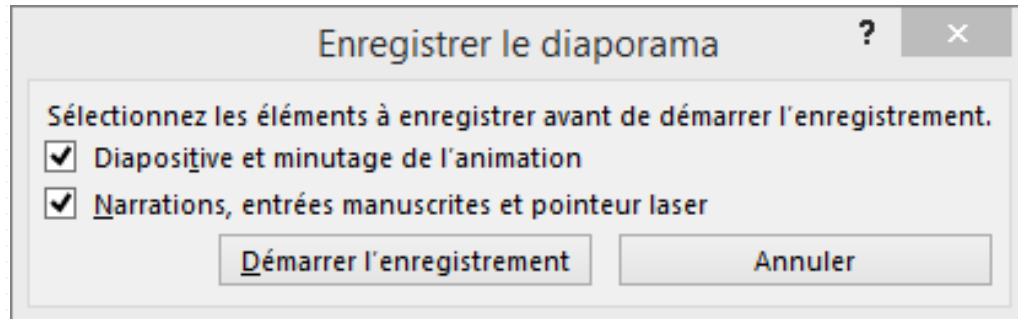 Enregistrer le diaporama ?
Sélectionnez les éléments à enregistrer avant de démarrer l'enregistrement.
Diapositive et minutage de l'animation
Narrations, entrées manuscrites et pointeur laser
Démarrer l'enregistrement Annuler